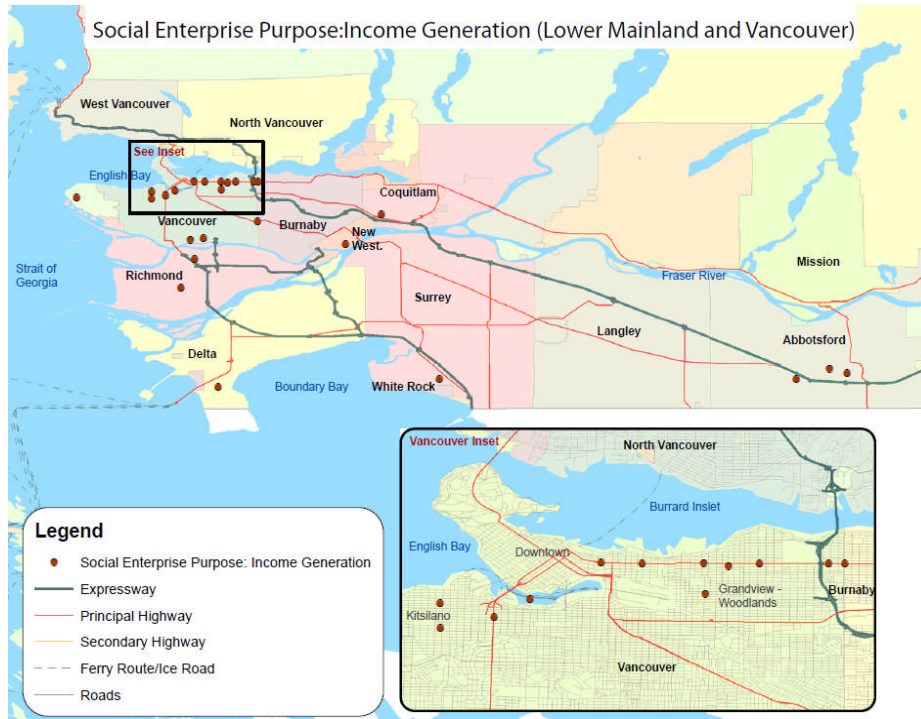 Social Enterprise Purpose:Income Generation (Lower Mainland and Vancouver)
West Vancouver
North Vancouver
See Inset
English Bay
Coquitlam
Vancouver
Burnaby
New
West.
Strait of
Georgia
Richmond
Mission
Fraser River
Surrey
Langley
Abbotsford
Delta
Boundary Bay
White Rock
Vancouver Inset
North Vancouver
Burrard Inslet
English Bay
Downtown
Grandview -
Woodlands
Burnaby
Kitsilano
Vancouver
Legend
Social Enterprise Purpose: Income Generation
Expressway
Principal Highway
Secondary Highway
Ferry Route/Ice Road
Roads